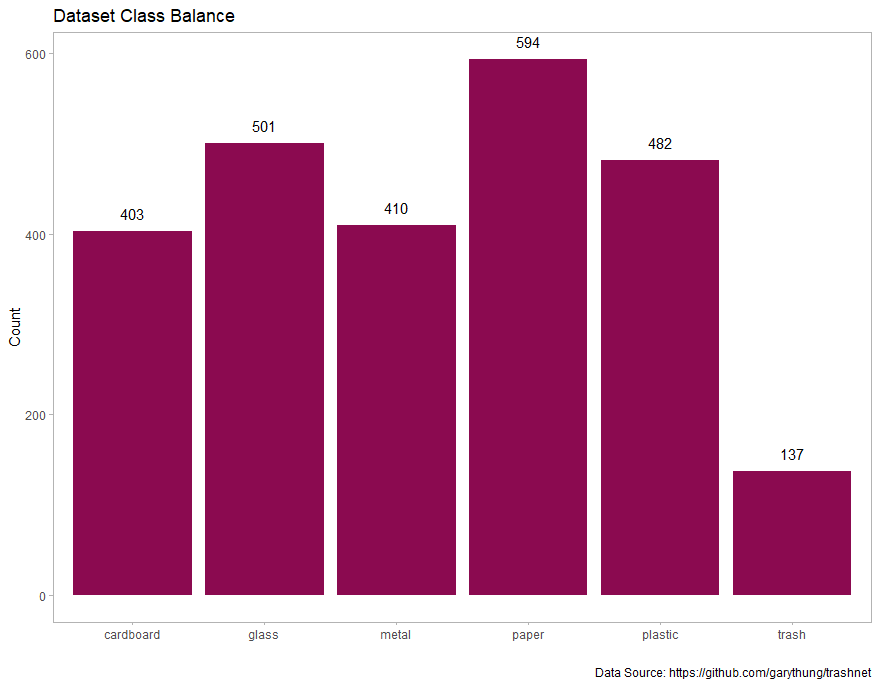 Dataset Class Balance
594
600
501
482
403
410
400
Count
200
137
0
cardboard glass metal paper plastic trash
Data Source: https://github.com/garythung/trashnet